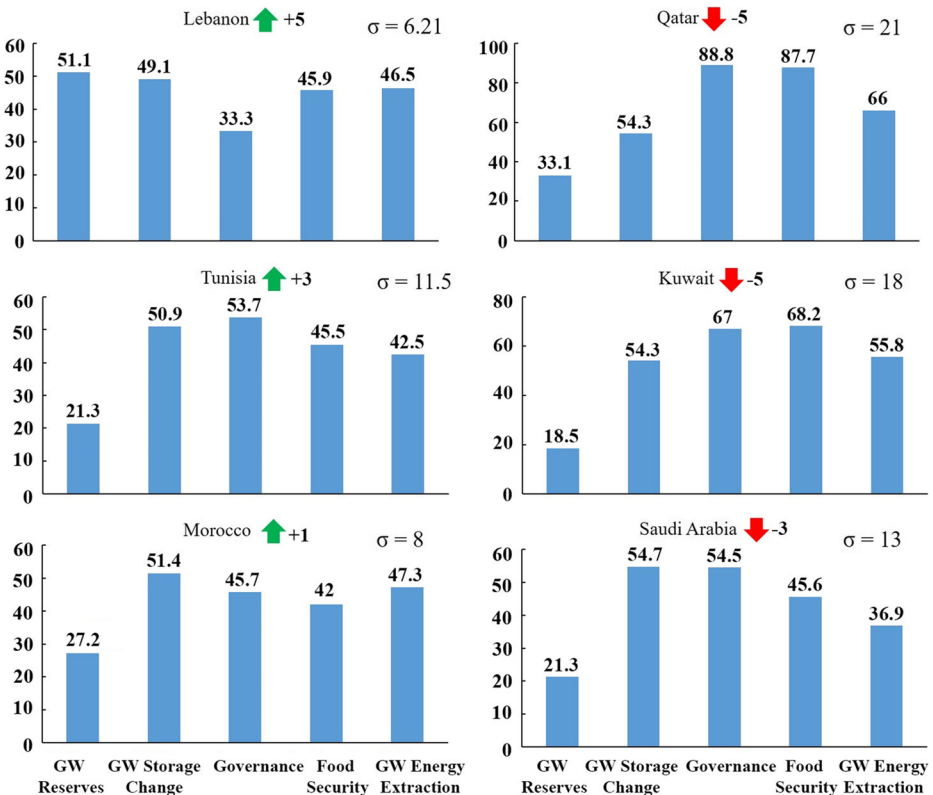 Lebanon +5 σ = 6.21
60
50
40
30
20
10
0
51.1 49.1 33.3 45.9 46.5
Qatar -5 σ = 21
100
80
60
40
20
0
33.1 54.3 88.8 87.7 66
Tunisia +3 σ = 11.5
60
50
40
30
20
10
0
21.3 50.9 53.7 45.5 42.5
Kuwait -5 σ = 18
80
60
40
20
0
18.5 54.3 67 68.2 55.8
Morocco +1 σ = 8
60
50
40
30
20
10
0
27.2 51.4 45.7 42 47.3
GW GW Storage Governance Food GW Energy
Reserves Change Security Extraction
Saudi Arabia -3 σ = 13
60
50
40
30
20
10
0
21.3 54.7 54.5 45.6 36.9
GW GW Storage Governance Food GW Energy
Reserves Change Security Extraction